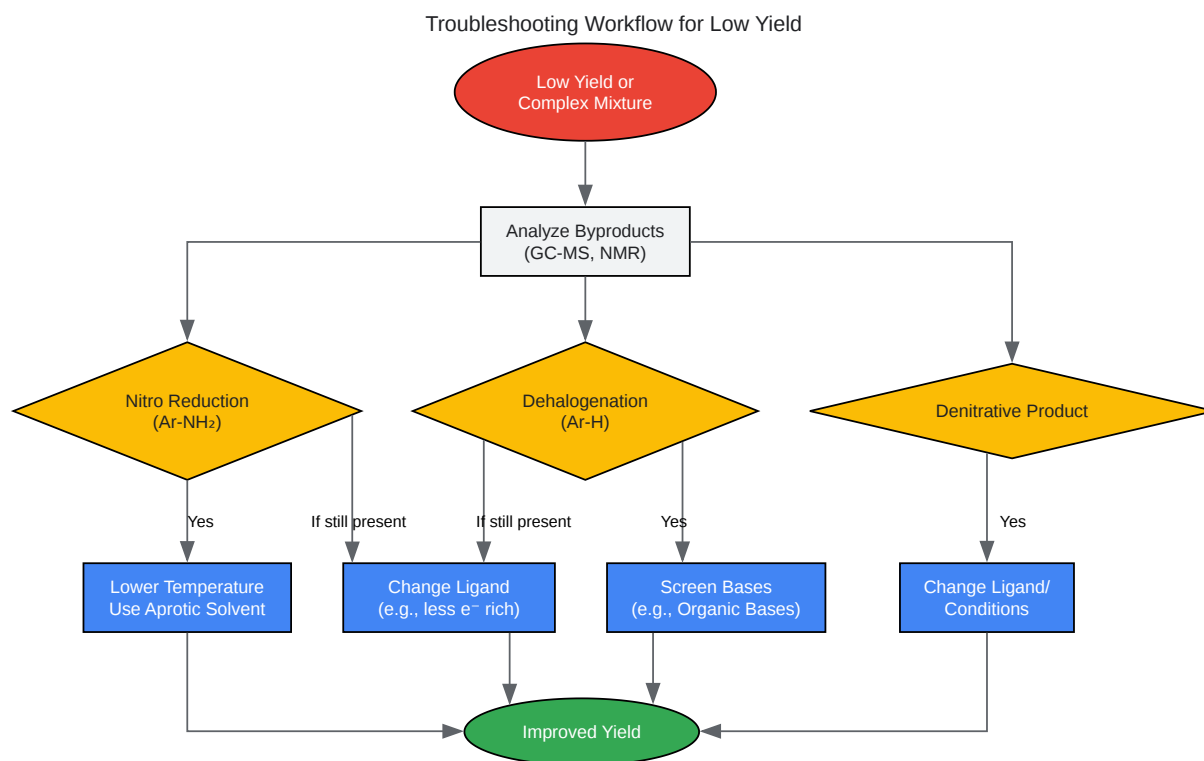 Troubleshooting Workflow for Low Yield
Low Yield or
Complex Mixture
Analyze Byproducts
(GC-MS, NMR)
Nitro Reduction
(Ar-NH₂)
Dehalogenation
(Ar-H)
Denitrative Product
Yes
If still present
If still present
Yes
Yes
Lower Temperature
Use Aprotic Solvent
Change Ligand
(e.g., less e⁻ rich)
Screen Bases
(e.g., Organic Bases)
Change Ligand/
Conditions
Improved Yield